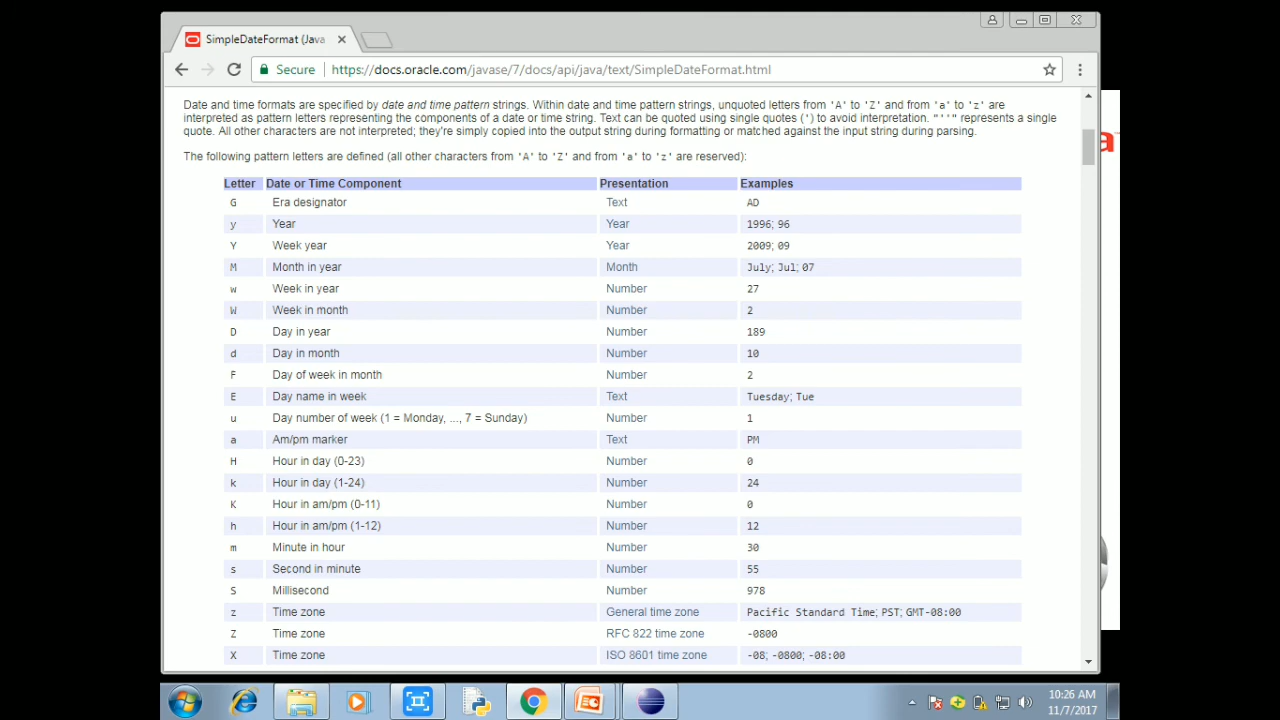 SimpleDateFormat (Java
Secure
https://docs.oracle.com/javase/7/docs/api/java/text/SimpleDateFormat.html
Date and time formats are specified by date and time pattern strings. Within date and time pattern strings, unquoted letters from 'A' to 'Z' and from 'a' to 'z' are
interpreted as pattern letters representing the components of a date or time string. Text can be quoted using single quotes (') to avoid interpretation. "''" represents a single
quote. All other characters are not interpreted; they're simply copied into the output string during formatting or matched against the input string during parsing.
The following pattern letters are defined (all other characters from 'A' to 'Z' and from 'a' to 'z' are reserved):
Letter Date or Time Component Presentation Examples
G Era designator Text AD
y Year Year 1996; 96
Y Week year Year 2009; 09
M Month in year Month July; Jul; 07
w Week in year Number 27
W Week in month Number 2
D Day in year Number 189
d Day in month Number 10
F Day of week in month Number 2
E Day name in week Text Tuesday; Tue
u Day number of week (1 = Monday, ..., 7 = Sunday) Number 1
a Am/pm marker Text PM
H Hour in day (0-23) Number 0
k Hour in day (1-24) Number 24
K Hour in am/pm (0-11) Number 0
h Hour in am/pm (1-12) Number 12
m Minute in hour Number 30
s Second in minute Number 55
S Millisecond Number 978
z Time zone General time zone Pacific Standard Time; PST; GMT-08:00
Z Time zone RFC 822 time zone -0800
X Time zone ISO 8601 time zone -08; -0800; -08:00
10:26 AM
11/7/2017